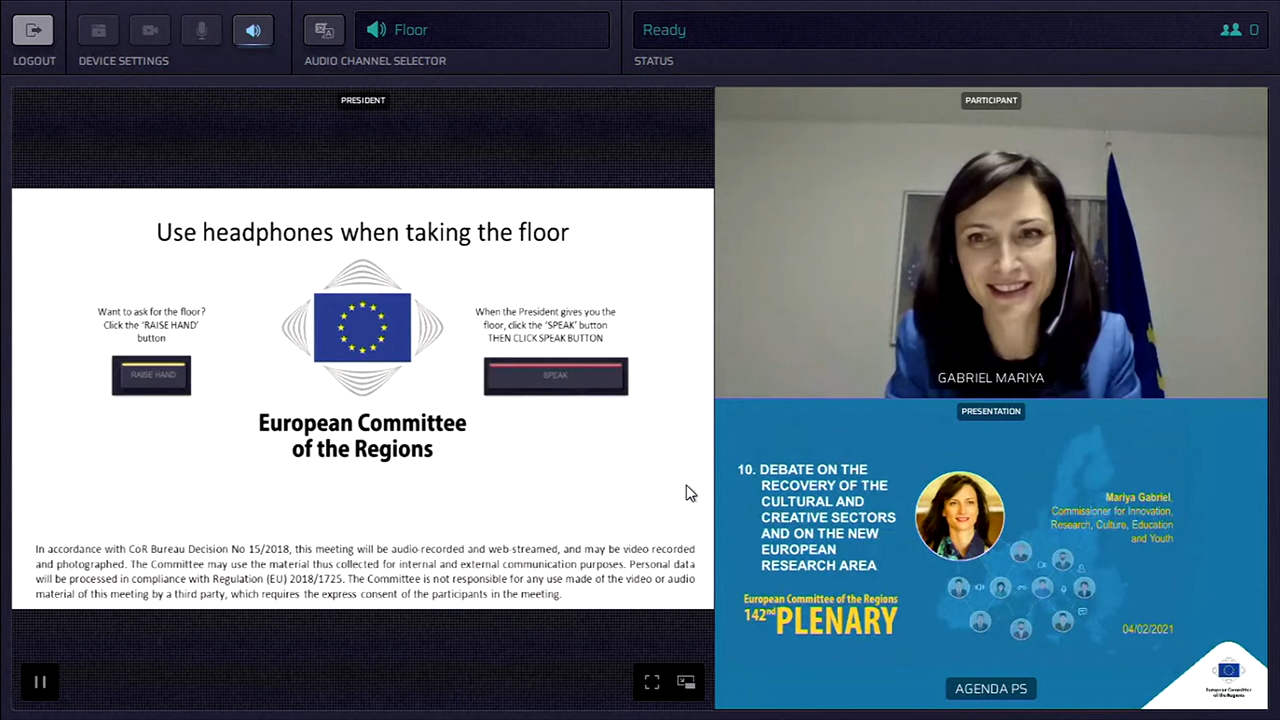 LOGOUT
DEVICE SETTINGS
Floor
AUDIO CHANNEL SELECTOR
Ready
0
STATUS
PRESIDENT
Use headphones when taking the floor
Want to ask for the floor?
Click the ‘RAISE HAND’
button
RAISE HAND
When the President gives you the
floor, click the ‘SPEAK’ button
THEN CLICK SPEAK BUTTON
SPEAK
European Committee
of the Regions
In accordance with CoR Bureau Decision No 15/2018, this meeting will be audio recorded and web-streamed, and may be video recorded
and photographed. The Committee may use the material thus collected for internal and external communication purposes. Personal data
will be processed in compliance with Regulation (EU) 2018/1725. The Committee is not responsible for any use made of the video or audio
material of this meeting by a third party, which requires the express consent of the participants in the meeting.
PARTICIPANT
GABRIEL MARIYA
PRESENTATION
10. DEBATE ON THE
RECOVERY OF THE
CULTURAL AND
CREATIVE SECTORS
AND ON THE NEW
EUROPEAN
RESEARCH AREA
Mariya Gabriel,
Commissioner for Innovation,
Research, Culture, Education
and Youth
European Committee of the Regions
142nd PLENARY
04/02/2021
European Committee
of the Regions
AGENDA PS